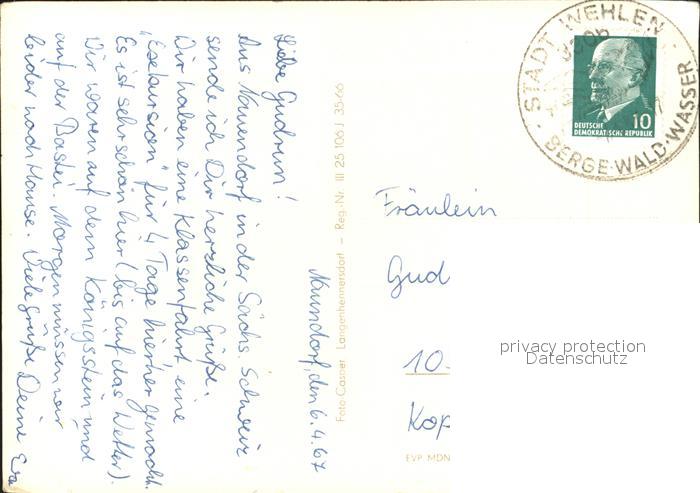 Naundorf, den 6.4.67
Liebe Gudrun!
Aus Naundorf in der Sächs. Schweiz
sende ich Dir herzliche Grüße.
Wir haben eine Klassenfahrt, eine
"Exkursion" für 4 Tage hierher gemacht.
Es ist sehr schön hier (bis auf das Wetter).
Wir waren auf dem Königsstein und
auf der Bastei. Morgen müssen wir
leider nach Hause. Viele Grüße Deine
Foto-Casper Langenhennersdorf – Reg.-Nr. III 25 106/ 35-66
STADT WEHLEN
BERGE·WALD·WASSER
DEUTSCHE
DEMOKRATISCHE REPUBLIK
10
Fräulein
Gud
10
Kop
EVP MDN
privacy protection
Datenschutz